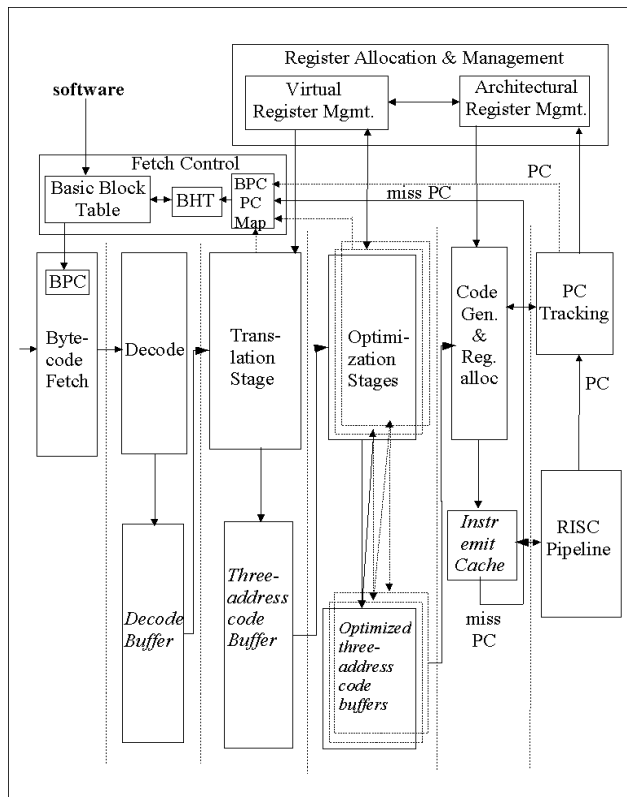 Register Allocation & Management
Virtual
Register Mgmt.
Architectural
Register Mgmt.
software
Fetch Control
Basic Block
Table
BHT
BPC
PC
Map
PC
miss PC
BPC
Byte-
code
Fetch
Decode
Trans-
lation
Stage
Optimi-
zation
Stages
Code
Gen.
&
Reg.
alloc
PC
Tracking
PC
Instr
emit
Cache
RISC
Pipeline
miss
PC
Decode
Buffer
Three-
address
code
Buffer
Optimized
three-
address
code
buffers